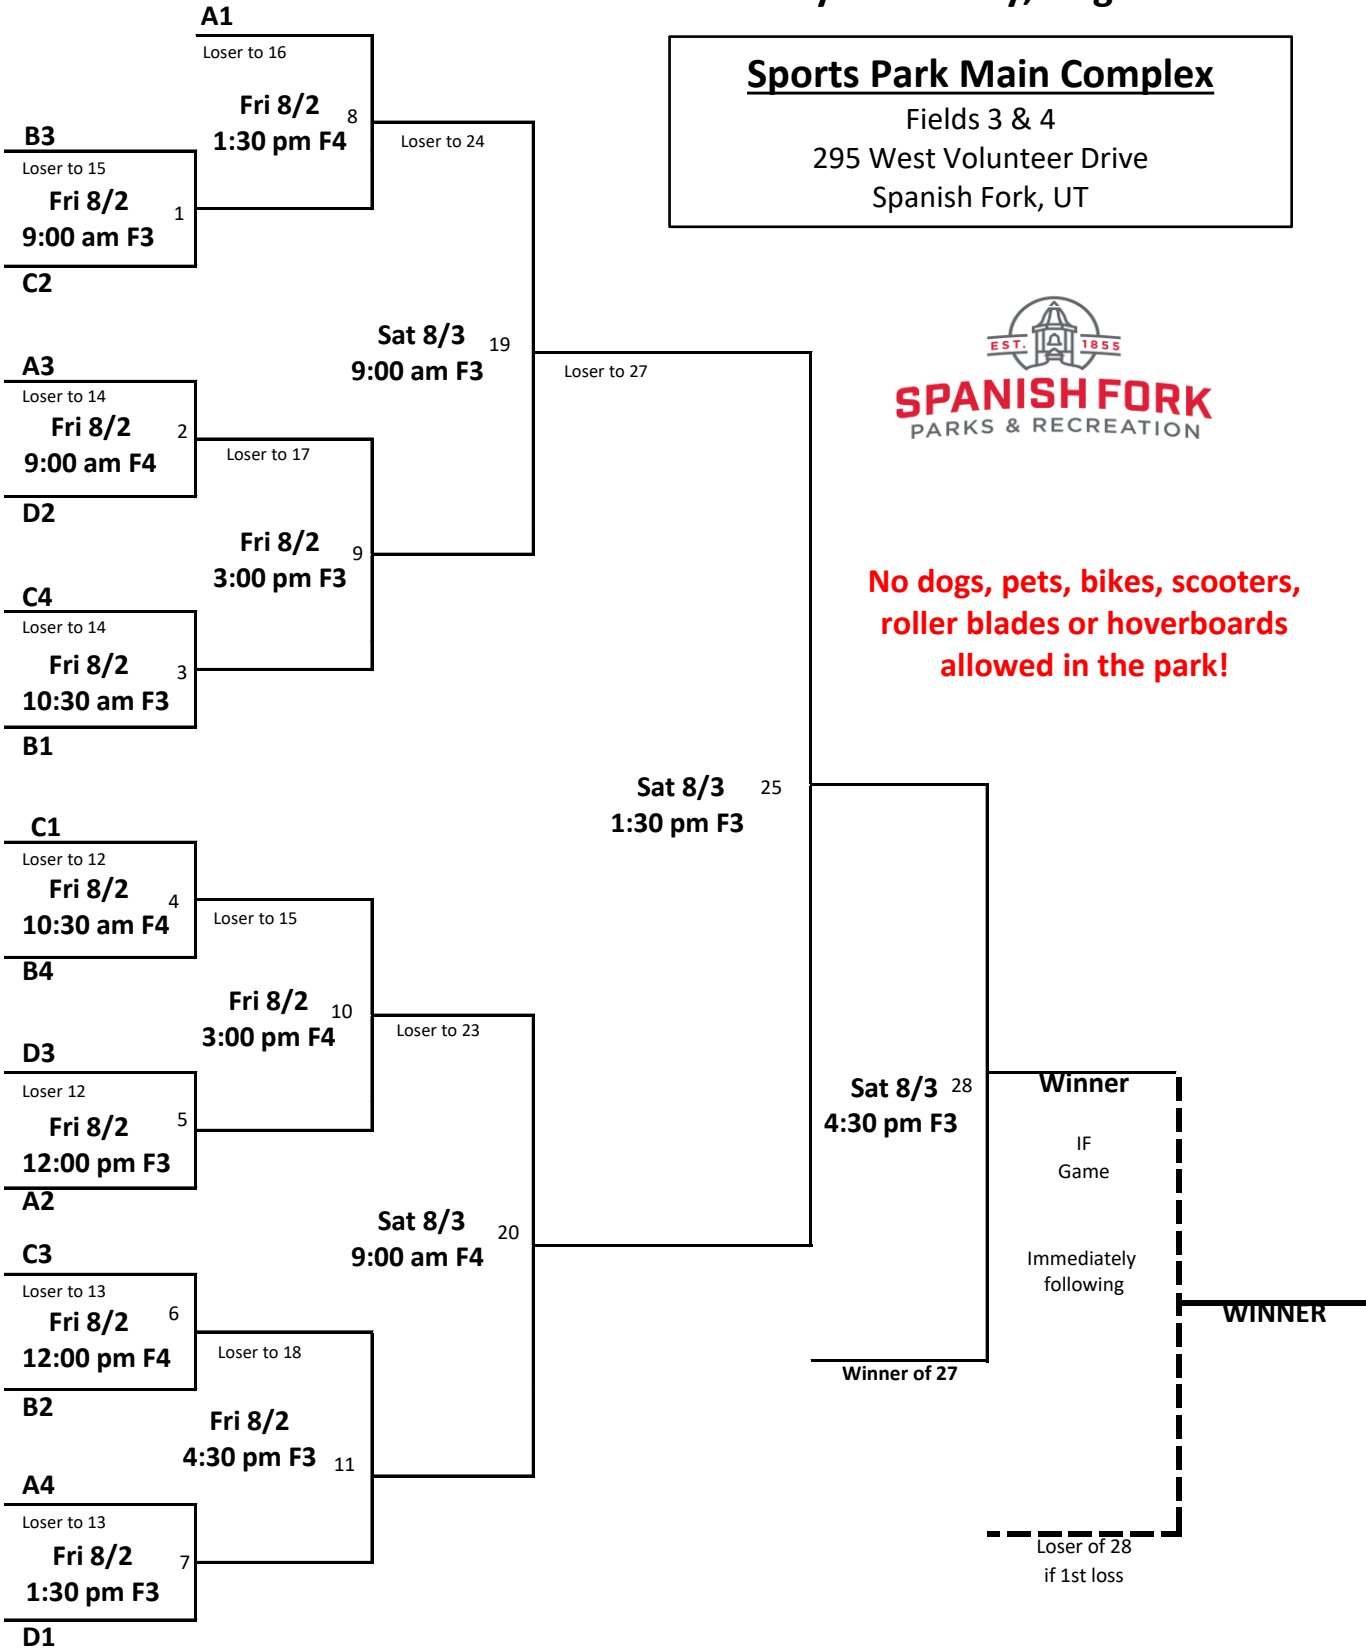 A1
Loser to 16
Fri 8/2
1:30 pm F4
8
Loser to 24
B3
Loser to 15
Fri 8/2
9:00 am F3
1
C2
Sports Park Main Complex
Fields 3 & 4
295 West Volunteer Drive
Spanish Fork, UT
EST. 1855
SPANISH FORK
PARKS & RECREATION
Sat 8/3
9:00 am F3
19
Loser to 27
A3
Loser to 14
Fri 8/2
9:00 am F4
2
D2
Loser to 17
Fri 8/2
3:00 pm F3
9
C4
Loser to 14
Fri 8/2
10:30 am F3
3
B1
No dogs, pets, bikes, scooters,
roller blades or hoverboards
allowed in the park!
Sat 8/3
1:30 pm F3
25
C1
Loser to 12
Fri 8/2
10:30 am F4
4
B4
Loser to 15
Fri 8/2
3:00 pm F4
10
Loser to 23
D3
Loser 12
Fri 8/2
12:00 pm F3
5
A2
Sat 8/3
4:30 pm F3
28
Winner
IF
Game
Immediately
following
WINNER
Sat 8/3
9:00 am F4
20
C3
Loser to 13
Fri 8/2
12:00 pm F4
6
B2
Loser to 18
Fri 8/2
4:30 pm F3
11
Winner of 27
A4
Loser to 13
Fri 8/2
1:30 pm F3
7
D1
Loser of 28
if 1st loss